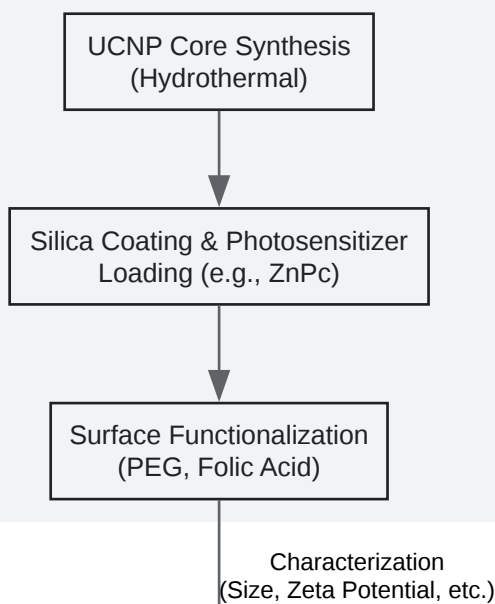 UCNP Core Synthesis
(Hydrothermal)
Silica Coating & Photosensitizer
Loading (e.g., ZnPc)
Surface Functionalization
(PEG, Folic Acid)
Characterization
(Size, Zeta Potential, etc.)